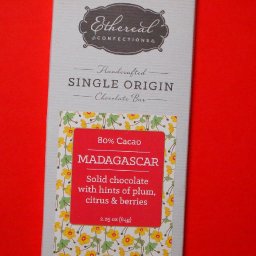 Ethereal
CONFECTIONS
Handcrafted
SINGLE ORIGIN
Chocolate Bar
80% Cacao
MADAGASCAR
Solid chocolate
with hints of plum,
citrus & berries
2.25 oz (64g)